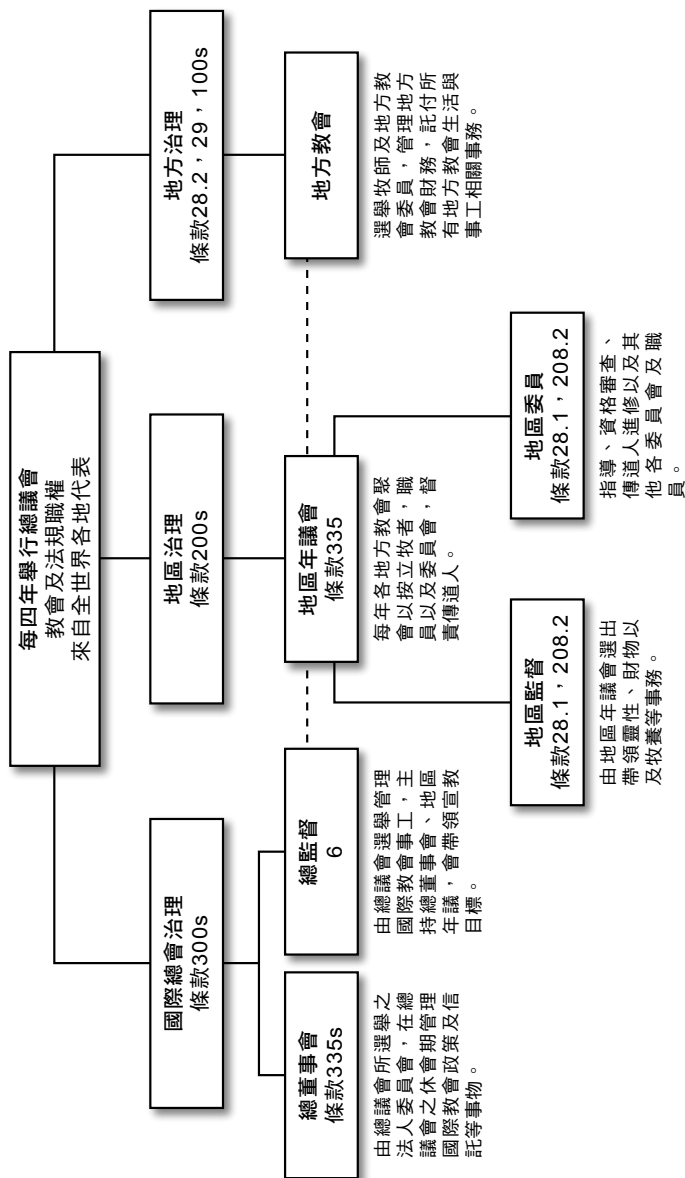 每四年舉行總議會
教會及法規職權
來自全世界各地代表
國際總會治理
條款300s
地區治理
條款200s
地方治理
條款28.2，29，100s
總董事會
條款335s
由總議會所選舉之
法人委員會，在總
議會之休會期管理
國際教會政策及信
託等事物。
總監督
6
由總議會選舉管理
國際教會事工，主
持總董事會、地區
年議，會帶領宣教
目標。
地區年議會
條款335
每年各地方教會聚
會以按立牧者，職
員以及委員會，督
責傳道人。
地方教會
選舉牧師及地方教
會委員，管理地方
教會財務，託付所
有地方教會生活與
事工相關事務。
地區監督
條款28.1，208.2
由地區年議會選出
帶領靈性、財物以
及牧養等事務。
地區委員
條款28.1，208.2
指導、資格審查、
傳道人進修以及其
他各委員會及職
員。